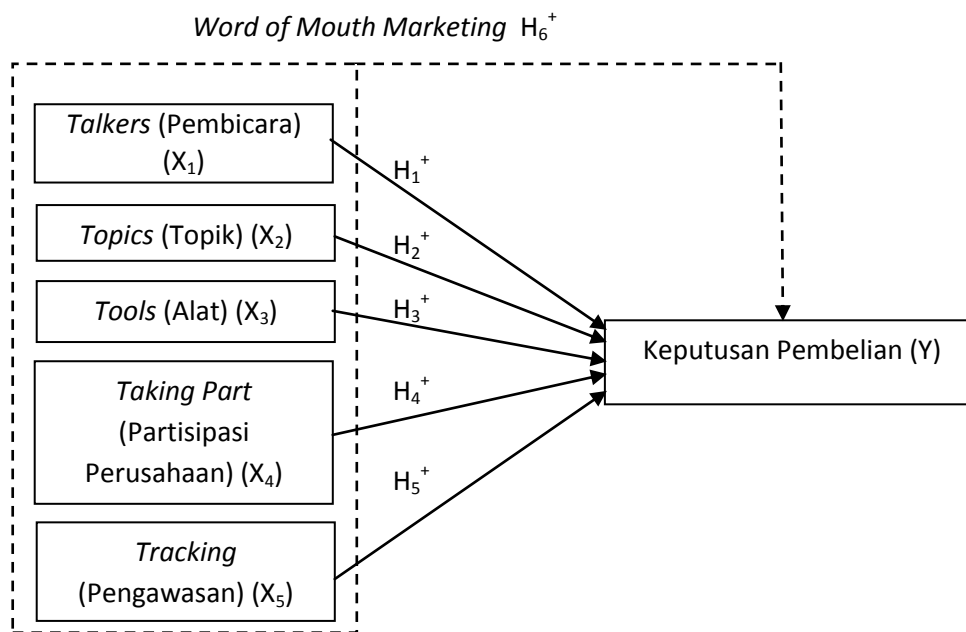 Word of Mouth Marketing H₆⁺
Talkers (Pembicara)
(X₁)
H₁⁺
Topics (Topik) (X₂)
H₂⁺
Tools (Alat) (X₃)
H₃⁺
Keputusan Pembelian (Y)
Taking Part
(Partisipasi
Perusahaan) (X₄)
H₄⁺
H₅⁺
Tracking
(Pengawasan) (X₅)